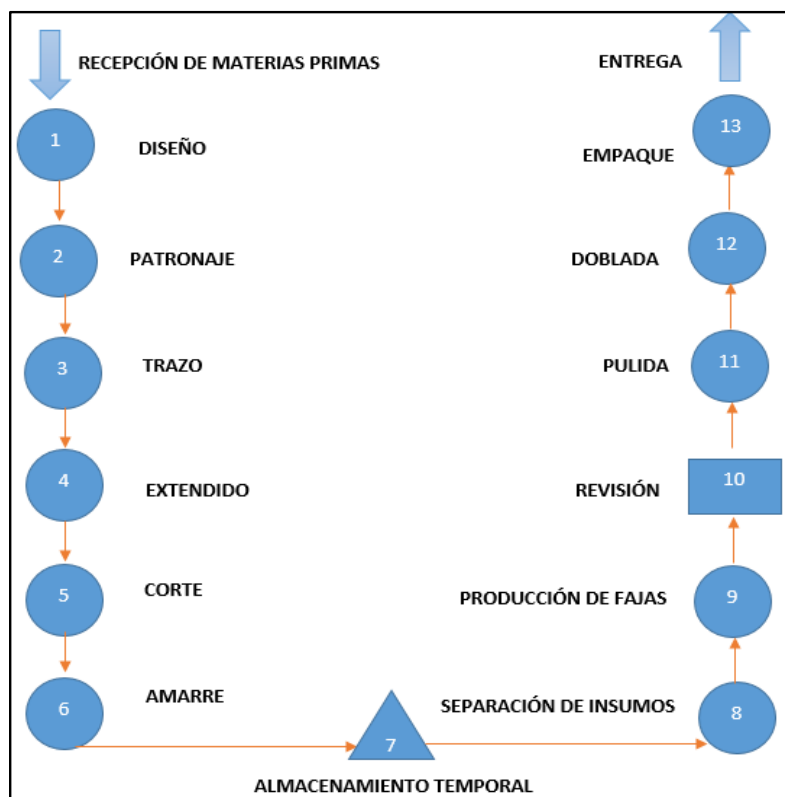 RECEPCIÓN DE MATERIAS PRIMAS
1
DISEÑO
2
PATRONAJE
3
TRAZO
4
EXTENDIDO
5
CORTE
6
AMARRE
7
ALMACENAMIENTO TEMPORAL
SEPARACIÓN DE INSUMOS
8
PRODUCCIÓN DE FAJAS
9
REVISIÓN
10
PULIDA
11
DOBLADA
12
EMPAQUE
13
ENTREGA